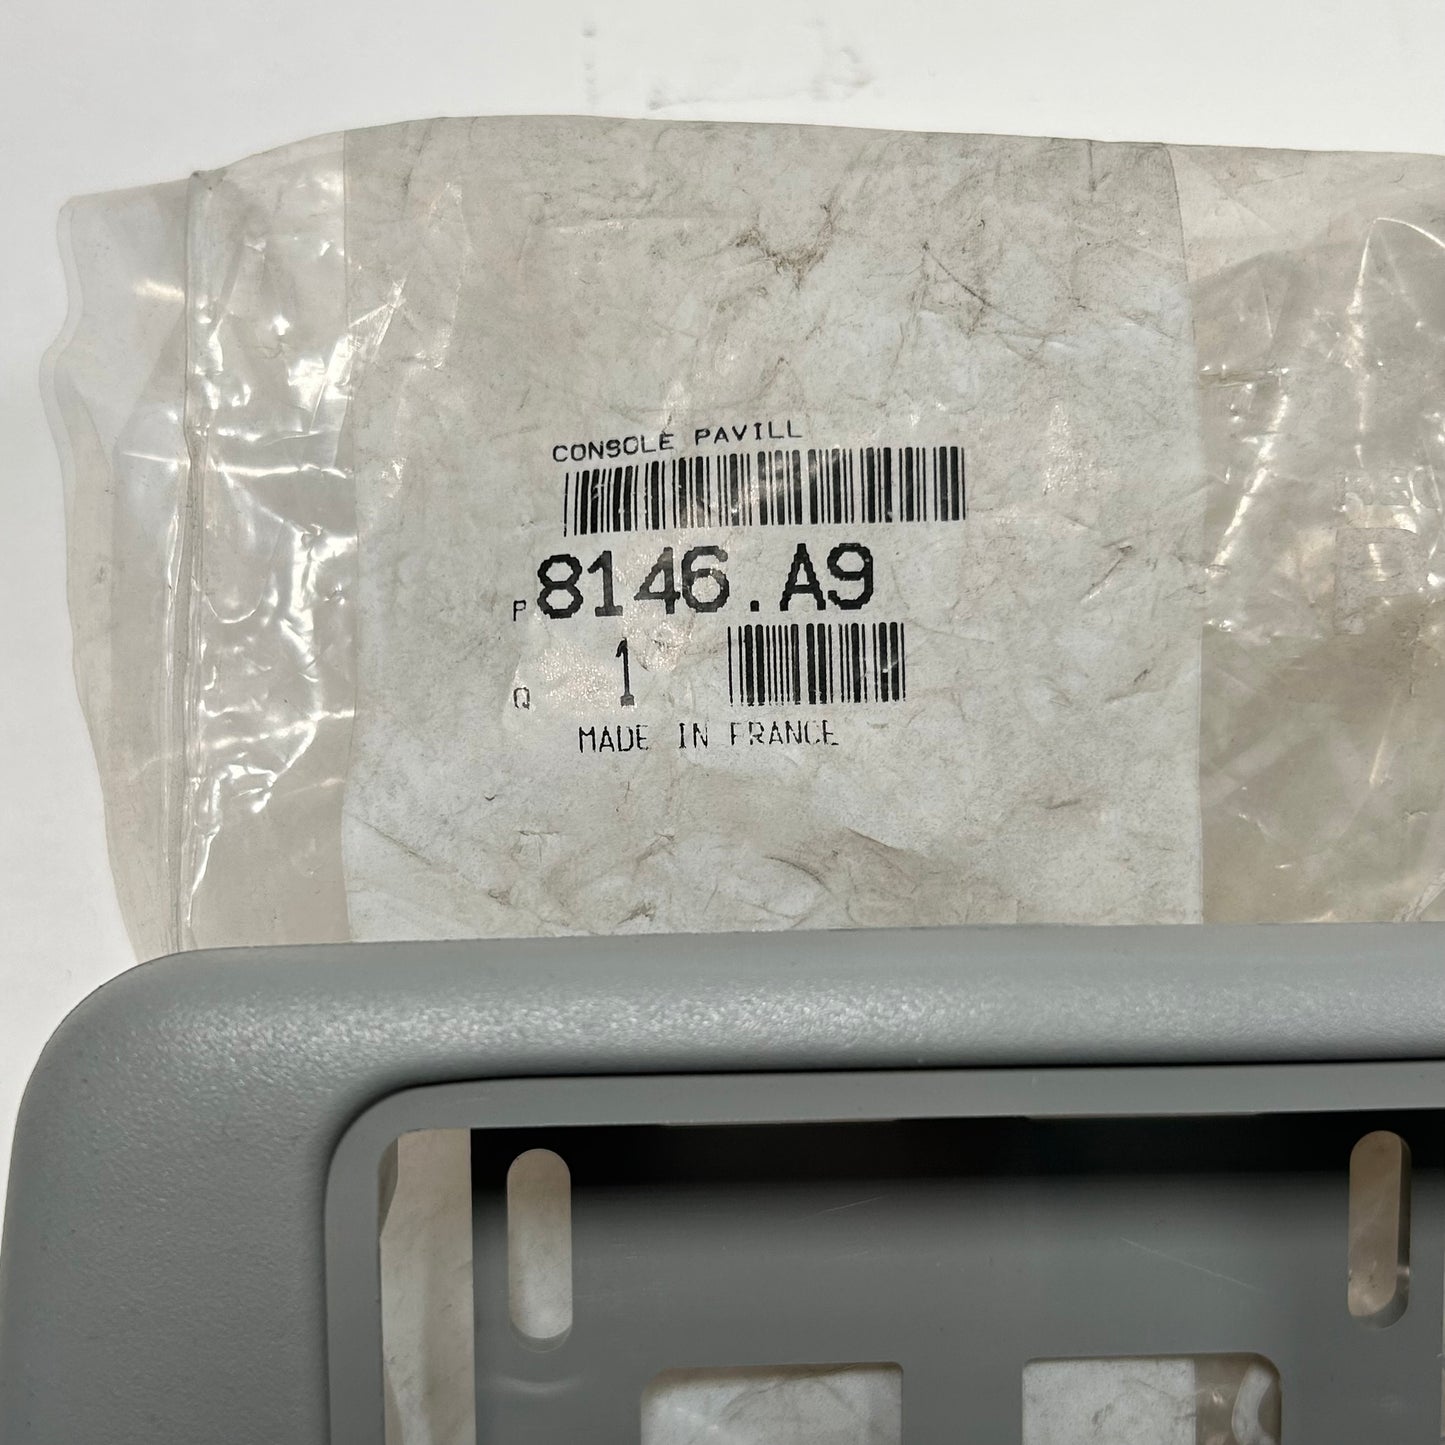 CONSOLE PAVILL
P 8146.A9
Q 1
MADE IN FRANCE